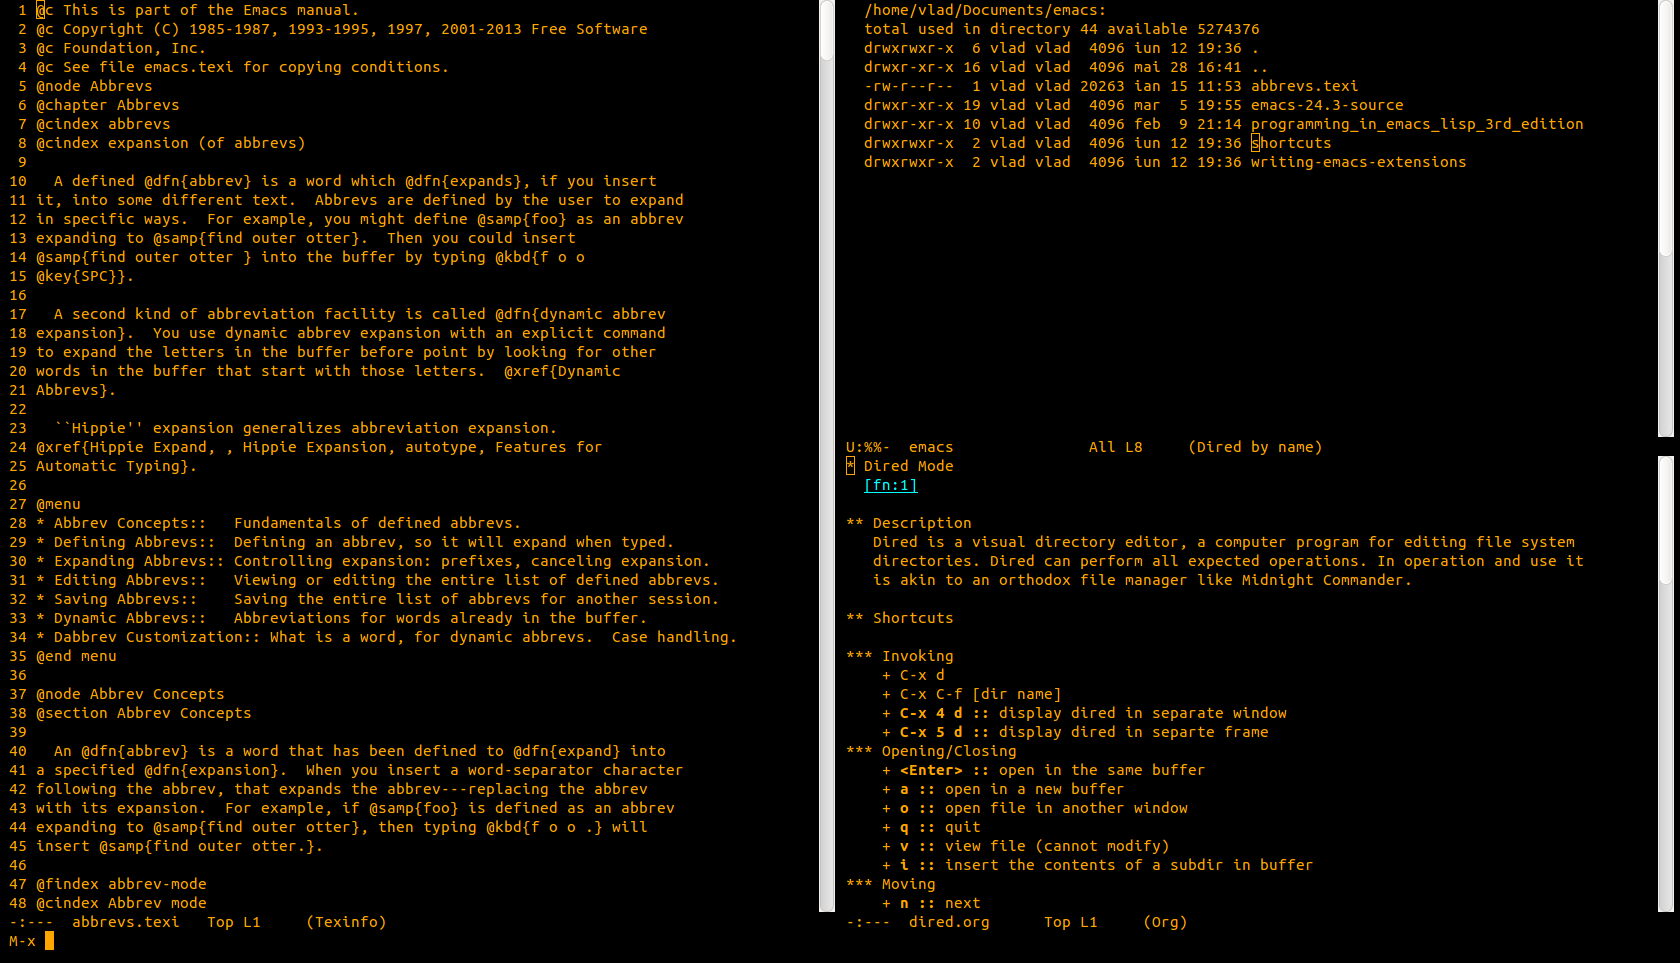 1 @c This is part of the Emacs manual.
2 @c Copyright (C) 1985-1987, 1993-1995, 1997, 2001-2013 Free Software
3 @c Foundation, Inc.
4 @c See file emacs.texi for copying conditions.
5 @node Abbrevs
6 @chapter Abbrevs
7 @cindex abbrevs
8 @cindex expansion (of abbrevs)
9
10   A defined @dfn{abbrev} is a word which @dfn{expands}, if you insert
11 it, into some different text.  Abbrevs are defined by the user to expand
12 in specific ways.  For example, you might define @samp{foo} as an abbrev
13 expanding to @samp{find outer otter}.  Then you could insert
14 @samp{find outer otter } into the buffer by typing @kbd{f o o
15 @key{SPC}}.
16
17   A second kind of abbreviation facility is called @dfn{dynamic abbrev
18 expansion}.  You use dynamic abbrev expansion with an explicit command
19 to expand the letters in the buffer before point by looking for other
20 words in the buffer that start with those letters.  @xref{Dynamic
21 Abbrevs}.
22
23   ``Hippie'' expansion generalizes abbreviation expansion.
24 @xref{Hippie Expand, , Hippie Expansion, autotype, Features for
25 Automatic Typing}.
26
27 @menu
28 * Abbrev Concepts::   Fundamentals of defined abbrevs.
29 * Defining Abbrevs::  Defining an abbrev, so it will expand when typed.
30 * Expanding Abbrevs:: Controlling expansion: prefixes, canceling expansion.
31 * Editing Abbrevs::   Viewing or editing the entire list of defined abbrevs.
32 * Saving Abbrevs::    Saving the entire list of abbrevs for another session.
33 * Dynamic Abbrevs::   Abbreviations for words already in the buffer.
34 * Dabbrev Customization:: What is a word, for dynamic abbrevs.  Case handling.
35 @end menu
36
37 @node Abbrev Concepts
38 @section Abbrev Concepts
39
40   An @dfn{abbrev} is a word that has been defined to @dfn{expand} into
41 a specified @dfn{expansion}.  When you insert a word-separator character
42 following the abbrev, that expands the abbrev---replacing the abbrev
43 with its expansion.  For example, if @samp{foo} is defined as an abbrev
44 expanding to @samp{find outer otter}, then typing @kbd{f o o .} will
45 insert @samp{find outer otter.}.
46
47 @findex abbrev-mode
48 @cindex Abbrev mode
-:---  abbrevs.texi   Top L1     (Texinfo)
M-x
/home/vlad/Documents/emacs:
total used in directory 44 available 5274376
drwxrwxr-x  6 vlad vlad  4096 iun 12 19:36 .
drwxr-xr-x 16 vlad vlad  4096 mai 28 16:41 ..
-rw-r--r--  1 vlad vlad 20263 ian 15 11:53 abbrevs.texi
drwxr-xr-x 19 vlad vlad  4096 mar  5 19:55 emacs-24.3-source
drwxrwxr-x 10 vlad vlad  4096 feb  9 21:14 programming_in_emacs_lisp_3rd_edition
drwxrwxr-x  2 vlad vlad  4096 iun 12 19:36 shortcuts
drwxrwxr-x  2 vlad vlad  4096 iun 12 19:36 writing-emacs-extensions
U:%%-  emacs               All L8     (Dired by name)
* Dired Mode
[fn:1]
** Description
Dired is a visual directory editor, a computer program for editing file system
directories. Dired can perform all expected operations. In operation and use it
is akin to an orthodox file manager like Midnight Commander.
** Shortcuts
*** Invoking
+ C-x d
+ C-x C-f [dir name]
+ C-x 4 d :: display dired in separate window
+ C-x 5 d :: display dired in separte frame
*** Opening/Closing
+ <Enter> :: open in the same buffer
+ a :: open in a new buffer
+ o :: open file in another window
+ q :: quit
+ v :: view file (cannot modify)
+ i :: insert the contents of a subdir in buffer
*** Moving
+ n :: next
-:---  dired.org      Top L1     (Org)